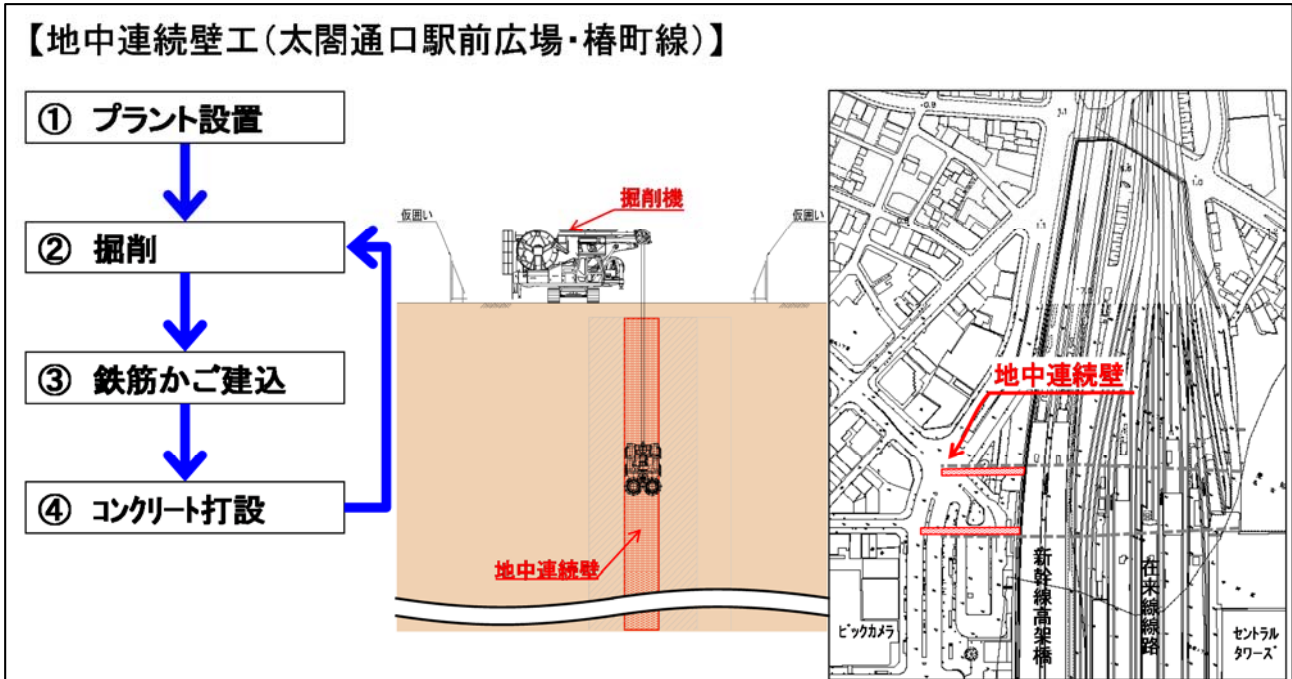 【地中連続壁工(太閤通口駅前広場・椿町線)】
① プラント設置
② 掘削
③ 鉄筋かご建込
④ コンクリート打設
仮囲い
掘削機
仮囲い
地中連続壁
地中連続壁
新幹線高架橋
在来線線路
ビックカメラ
セントラル
タワーズ